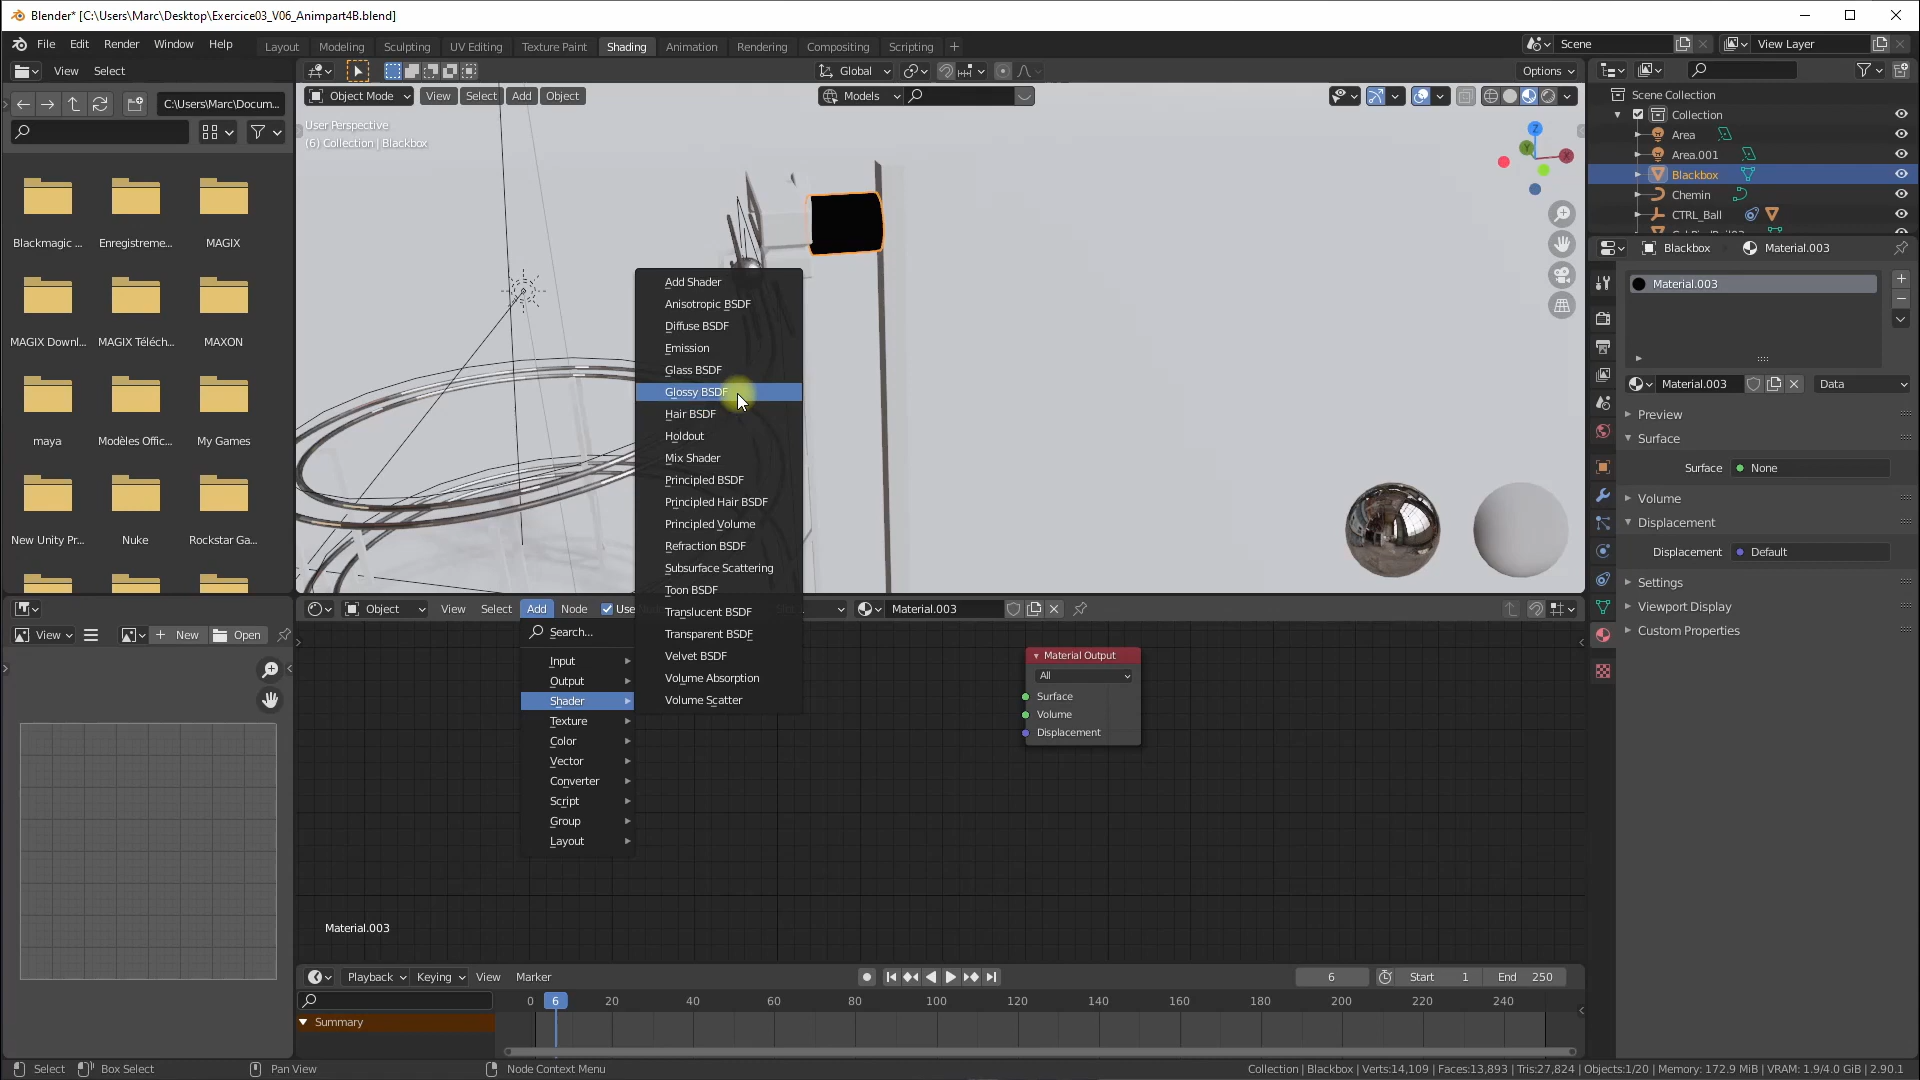 Blender* [C:\Users\Marc\Desktop\Exercice03_V06_Animpart4B.blend]
File Edit Render Window Help Layout Modeling Sculpting UV Editing Texture Paint Shading Animation Rendering Compositing Scripting + Scene View Layer
View Select
Global Options
C:\Users\Marc\Docum...
Object Mode View Select Add Object Models
User Perspective
(6) Collection | Blackbox
Scene Collection
Collection
Area
Area.001
Blackbox
Chemin
CTRL_Ball
Blackmagic ... Enregistreme... MAGIX
MAGIX Downl... MAGIX Téléch... MAXON
maya Modèles Offic... My Games
New Unity Pr... Nuke Rockstar Ga...
Add Shader
Anisotropic BSDF
Diffuse BSDF
Emission
Glass BSDF
Glossy BSDF
Hair BSDF
Holdout
Mix Shader
Principled BSDF
Principled Hair BSDF
Principled Volume
Refraction BSDF
Subsurface Scattering
Toon BSDF
Translucent BSDF
Transparent BSDF
Velvet BSDF
Volume Absorption
Volume Scatter
Blackbox Material.003
Material.003
Material.003 Data
Preview
Surface
Surface None
Volume
Displacement
Displacement Default
Settings
Viewport Display
Custom Properties
Object View Select Add Node Use Material.003
View New Open
Search...
Input
Output
Shader
Texture
Color
Vector
Converter
Script
Group
Layout
Material Output
All
Surface
Volume
Displacement
Material.003
Playback Keying View Marker 6 Start 1 End 250
0 6 20 40 60 80 100 120 140 160 180 200 220 240
Summary
Select Box Select Pan View Node Context Menu Collection | Blackbox | Verts:14,109 | Faces:13,893 | Tris:27,824 | Objects:1/20 | Memory: 172.9 MiB | VRAM: 1.9/4.0 GiB | 2.90.1